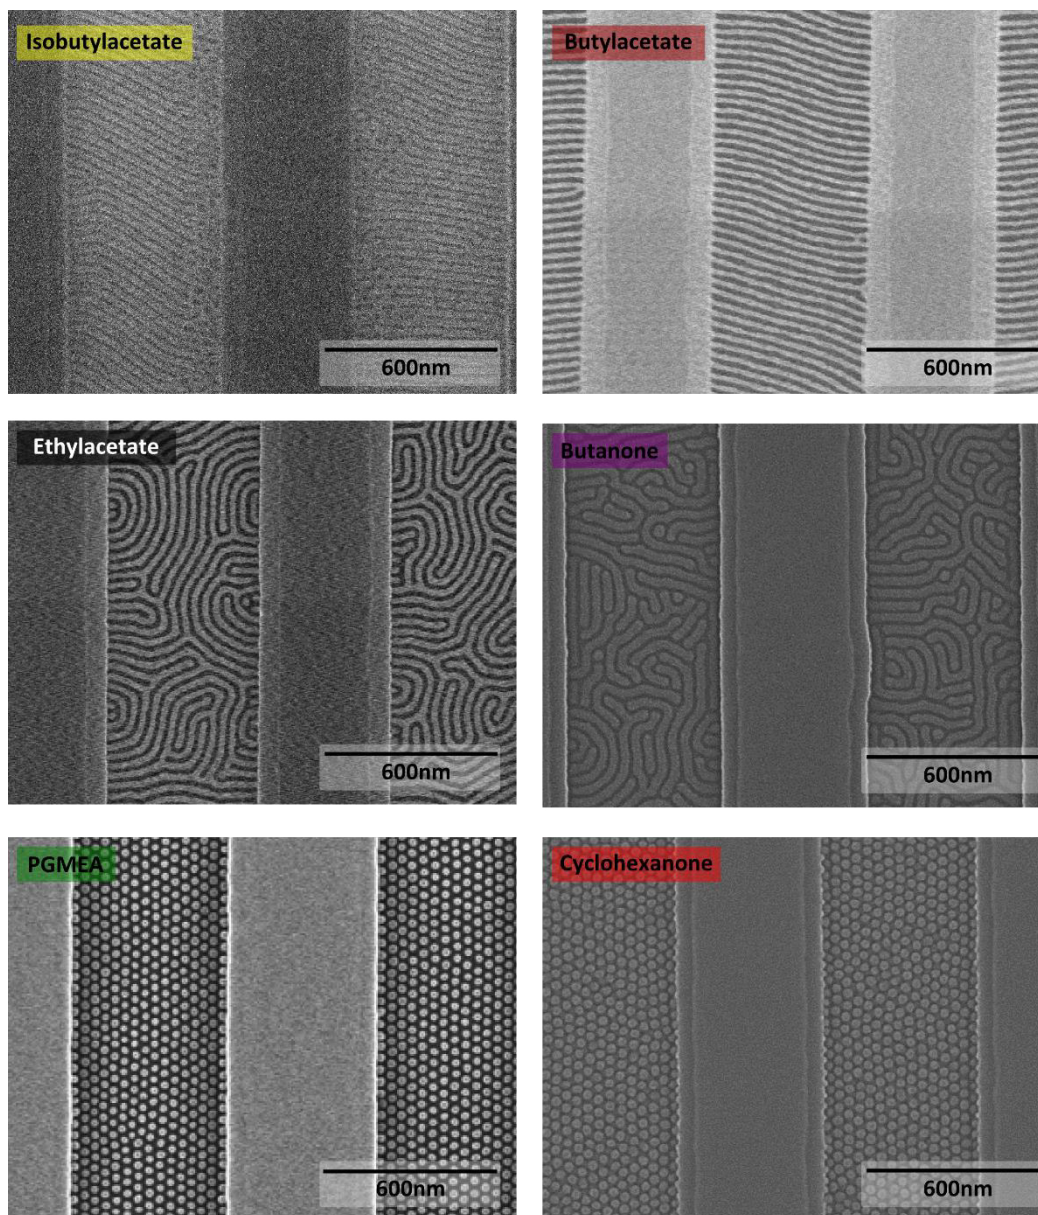 Isobutylacetate
Butylacetate
600nm
600nm
Ethylacetate
Butanone
600nm
600nm
PGMEA
Cyclohexanone
600nm
600nm